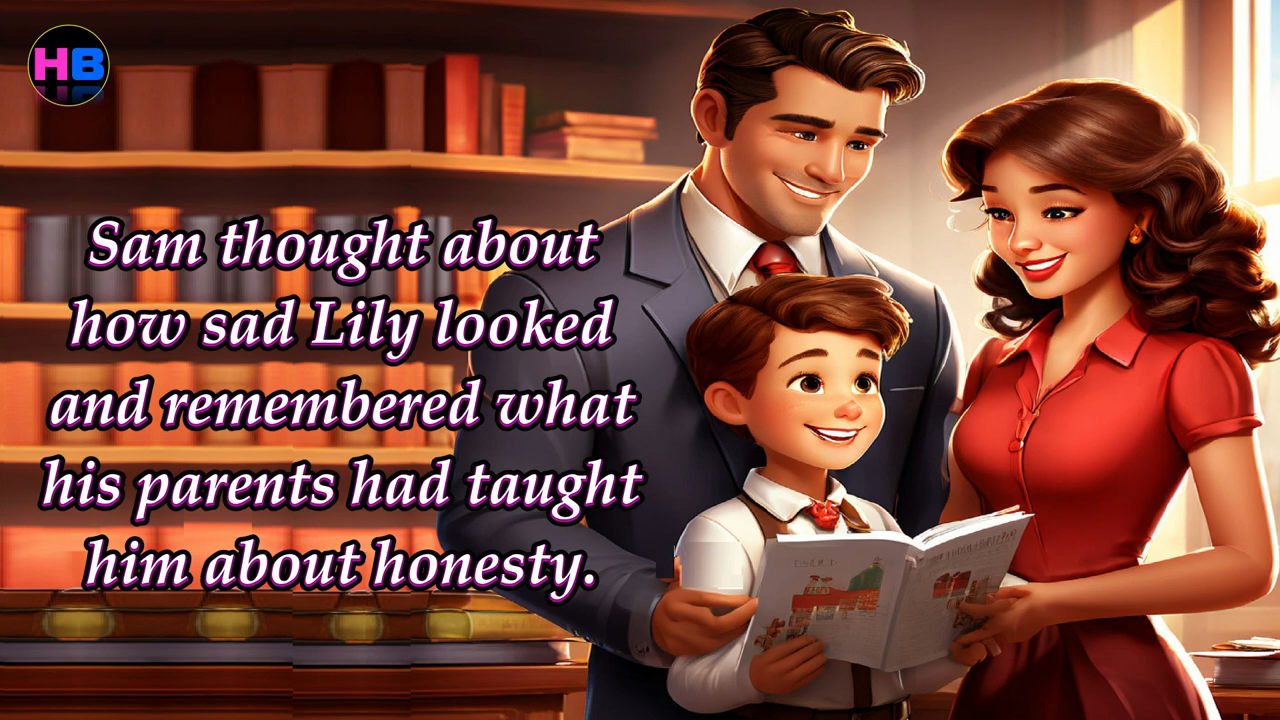 HB
Sam thought about
how sad Lily looked
and remembered what
his parents had taught
him about honesty.